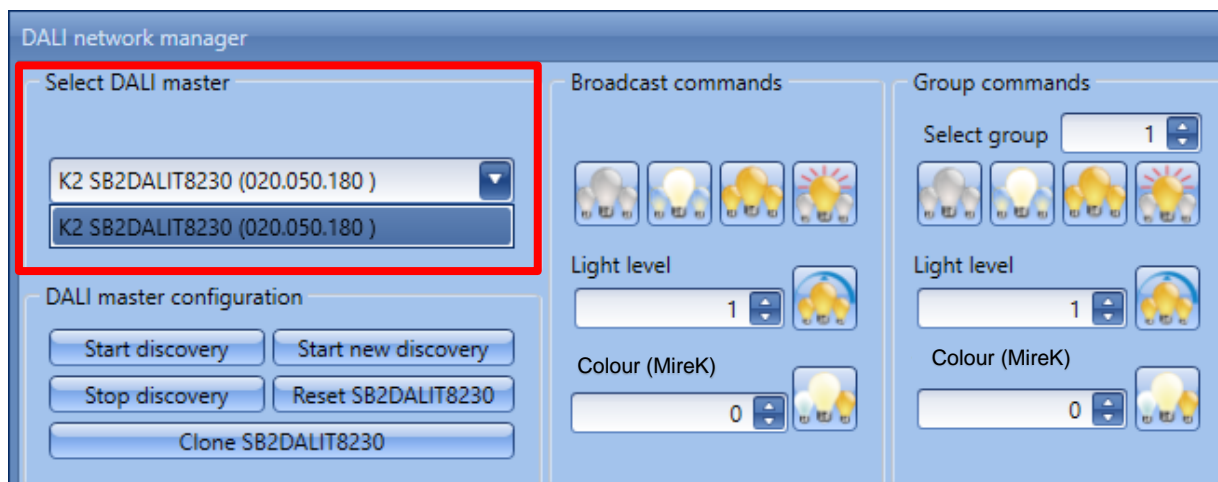 DALI network manager
Select DALI master
K2 SB2DALIT8230 (020.050.180 )
K2 SB2DALIT8230 (020.050.180 )
DALI master configuration
Start discovery
Start new discovery
Stop discovery
Reset SB2DALIT8230
Clone SB2DALIT8230
Broadcast commands
Light level
1
Colour (MireK)
0
Group commands
Select group
1
Light level
1
Colour (MireK)
0